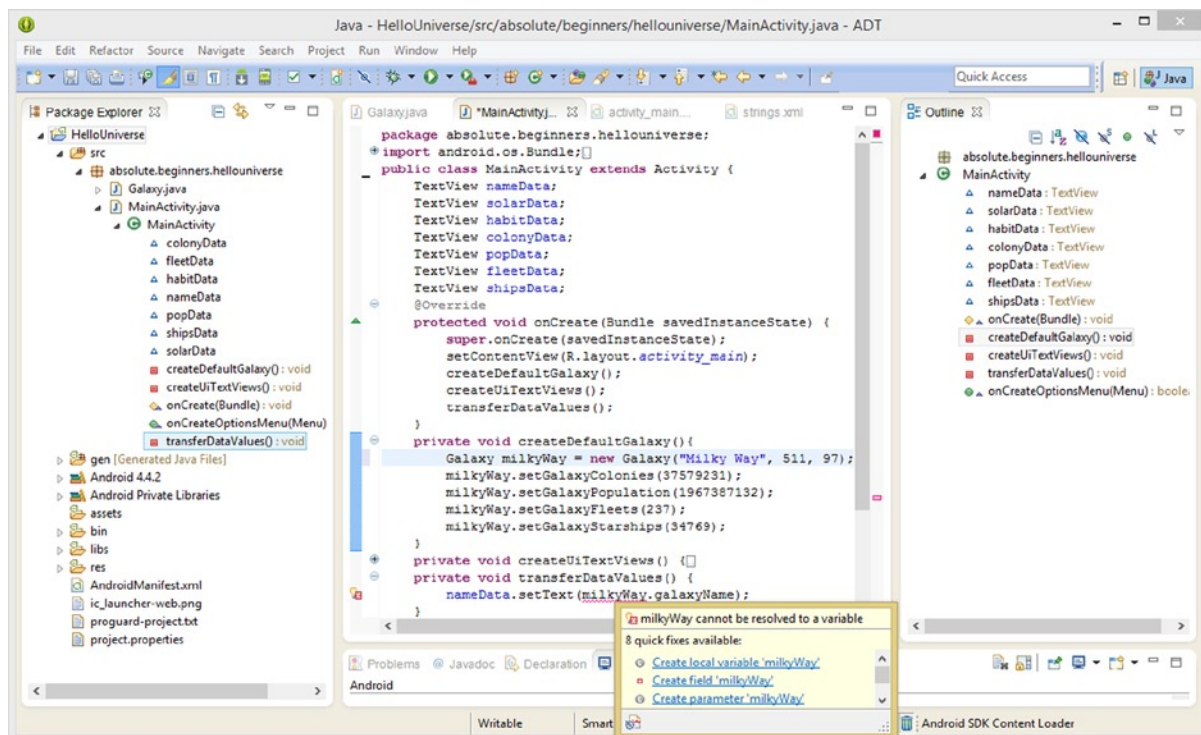 Java - HelloUniverse/src/absolute/beginners/hellouniverse/MainActivity.java - ADT
File Edit Refactor Source Navigate Search Project Run Window Help
Quick Access
Java
Package Explorer
HelloUniverse
src
absolute.beginners.hellouniverse
Galaxy.java
MainActivity.java
MainActivity
colonyData
fleetData
habitData
nameData
popData
shipsData
solarData
createDefaultGalaxy() : void
createUiTextViews() : void
onCreate(Bundle) : void
onCreateOptionsMenu(Menu)
transferDataValues() : void
gen [Generated Java Files]
Android 4.4.2
Android Private Libraries
assets
bin
libs
res
AndroidManifest.xml
ic_launcher-web.png
proguard-project.txt
project.properties
Galaxy.java
*MainActivity.j...
activity_main....
strings.xml
package absolute.beginners.hellouniverse;
import android.os.Bundle;
public class MainActivity extends Activity {
TextView nameData;
TextView solarData;
TextView habitData;
TextView colonyData;
TextView popData;
TextView fleetData;
TextView shipsData;
@Override
protected void onCreate(Bundle savedInstanceState) {
super.onCreate(savedInstanceState);
setContentView(R.layout.activity_main);
createDefaultGalaxy();
createUiTextViews();
transferDataValues();
}
private void createDefaultGalaxy(){
Galaxy milkyWay = new Galaxy("Milky Way", 511, 97);
milkyWay.setGalaxyColonies(37579231);
milkyWay.setGalaxyPopulation(1967387132);
milkyWay.setGalaxyFleets(237);
milkyWay.setGalaxyStarships(34769);
}
private void createUiTextViews() {
private void transferDataValues() {
nameData.setText(milkyWay.galaxyName);
}
milkyWay cannot be resolved to a variable
8 quick fixes available:
Create local variable 'milkyWay'
Create field 'milkyWay'
Create parameter 'milkyWay'
Outline
absolute.beginners.hellouniverse
MainActivity
nameData : TextView
solarData : TextView
habitData : TextView
colonyData : TextView
popData : TextView
fleetData : TextView
shipsData : TextView
onCreate(Bundle) : void
createDefaultGalaxy() : void
createUiTextViews() : void
transferDataValues() : void
onCreateOptionsMenu(Menu) : boole
Problems @ Javadoc Declaration
Android
Writable
Smart
Android SDK Content Loader